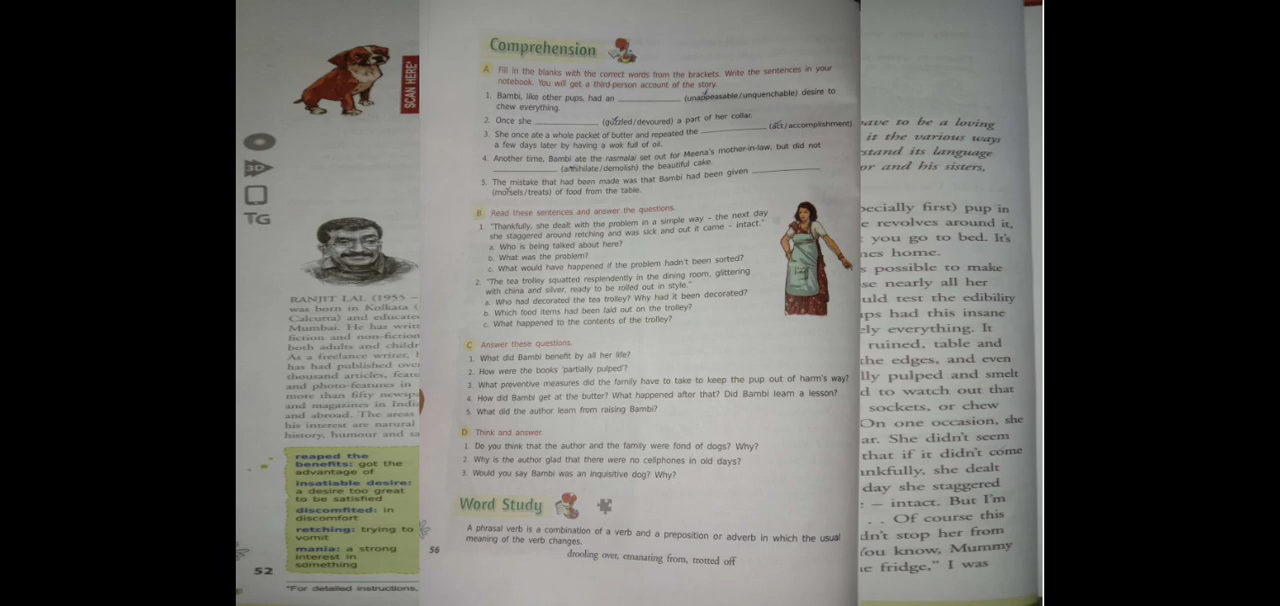 SCAN HERE*
3D
TG
RANJIT LAL (1955 –
was born in Kolkata (
Calcutta) and educate
Mumbai. He has writ
fiction and non-fiction
both adults and childr
As a freelance writer, h
has had published ove
thousand articles, featu
and photo-features in
more than fifty newsp
and magazines in Indi
and abroad. The areas
his interest are natural
history, humour and sa
reaped the
benefits: got the
advantage of
insatiable desire:
a desire too great
to be satisfied
discomfited: in
discomfort
retching: trying to
vomit
mania: a strong
interest in
something
52
*For detailed instructions,
Comprehension
A Fill in the blanks with the correct words from the brackets. Write the sentences in your
notebook. You will get a third-person account of the story.
1. Bambi, like other pups, had an ____________ (unappeasable/unquenchable) desire to
chew everything.
2. Once she ____________ (guzzled/devoured) a part of her collar.
3. She once ate a whole packet of butter and repeated the ____________ (act/accomplishment)
a few days later by having a wok full of oil.
4. Another time, Bambi ate the rasmalai set out for Meena's mother-in-law, but did not
____________ (annihilate/demolish) the beautiful cake.
5. The mistake that had been made was that Bambi had been given ____________
(morsels/treats) of food from the table.
B Read these sentences and answer the questions.
1. "Thankfully, she dealt with the problem in a simple way – the next day
she staggered around retching and was sick and out it came – intact."
a. Who is being talked about here?
b. What was the problem?
c. What would have happened if the problem hadn't been sorted?
2. "The tea trolley squatted resplendently in the dining room, glittering
with china and silver, ready to be rolled out in style."
a. Who had decorated the tea trolley? Why had it been decorated?
b. Which food items had been laid out on the trolley?
c. What happened to the contents of the trolley?
C Answer these questions.
1. What did Bambi benefit by all her life?
2. How were the books 'partially pulped'?
3. What preventive measures did the family have to take to keep the pup out of harm's way?
4. How did Bambi get at the butter? What happened after that? Did Bambi learn a lesson?
5. What did the author learn from raising Bambi?
D Think and answer.
1. Do you think that the author and the family were fond of dogs? Why?
2. Why is the author glad that there were no cellphones in old days?
3. Would you say Bambi was an inquisitive dog? Why?
Word Study
A phrasal verb is a combination of a verb and a preposition or adverb in which the usual
meaning of the verb changes.
56
drooling over, emanating from, trotted off
ave to be a loving
it the various ways
stand its language
or and his sisters,
pecially first) pup in
e revolves around it,
you go to bed. It's
nes home.
s possible to make
se nearly all her
uld test the edibility
ups had this insane
ely everything. It
ruined, table and
the edges, and even
lly pulped and smelt
d to watch out that
sockets, or chew
On one occasion, she
ar. She didn't seem
that if it didn't come
ankfully, she dealt
day she staggered
– intact. But I'm
. . Of course this
dn't stop her from
You know, Mummy
e fridge," I was